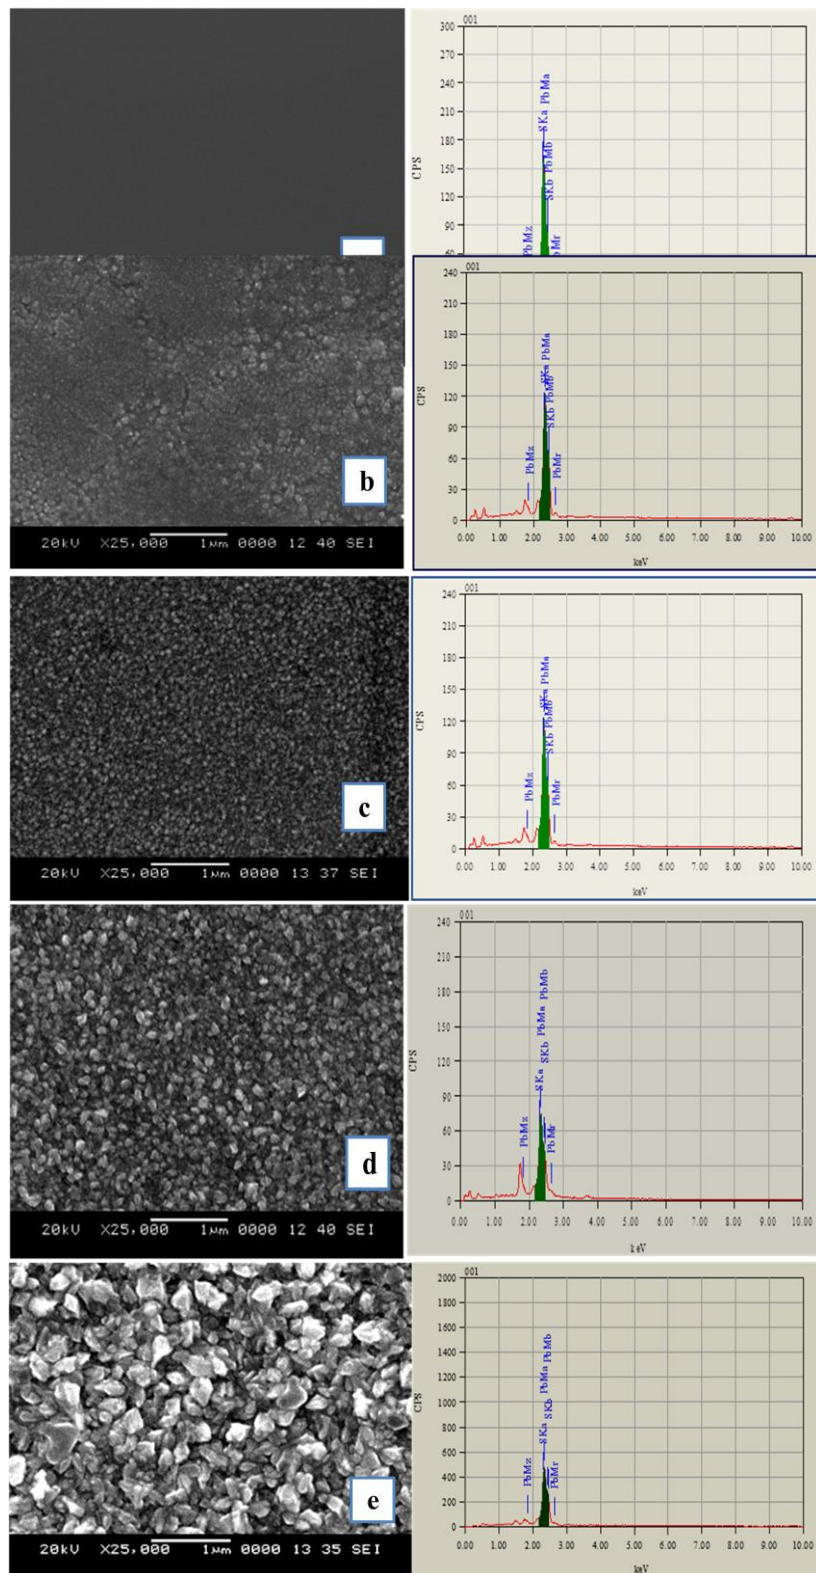 001
300
270
240
210
180
150
120
90
60
CPS
SKa PbMa
SKb PbMb
PbMz
bMr
b
20kV X25,000 1μm 0000 12 40 SEI
001
240
210
180
150
120
90
60
30
0
CPS
SKa PbMa
SKb PbMb
PbMz
PbMr
0.00 1.00 2.00 3.00 4.00 5.00 6.00 7.00 8.00 9.00 10.00
keV
c
20kV X25,000 1μm 0000 13 37 SEI
001
240
210
180
150
120
90
60
30
0
CPS
SKa PbMa
SKb PbMb
PbMz
PbMr
0.00 1.00 2.00 3.00 4.00 5.00 6.00 7.00 8.00 9.00 10.00
keV
d
20kV X25,000 1μm 0000 12 40 SEI
001
240
210
180
150
120
90
60
30
0
CPS
SKa PbMa PbMb
SKb
PbMz
PbMr
0.00 1.00 2.00 3.00 4.00 5.00 6.00 7.00 8.00 9.00 10.00
keV
e
20kV X25,000 1μm 0000 13 35 SEI
001
2000
1800
1600
1400
1200
1000
800
600
400
200
0
CPS
SKa PbMa PbMb
SKb
PbMz
PbMr
0.00 1.00 2.00 3.00 4.00 5.00 6.00 7.00 8.00 9.00 10.00
keV